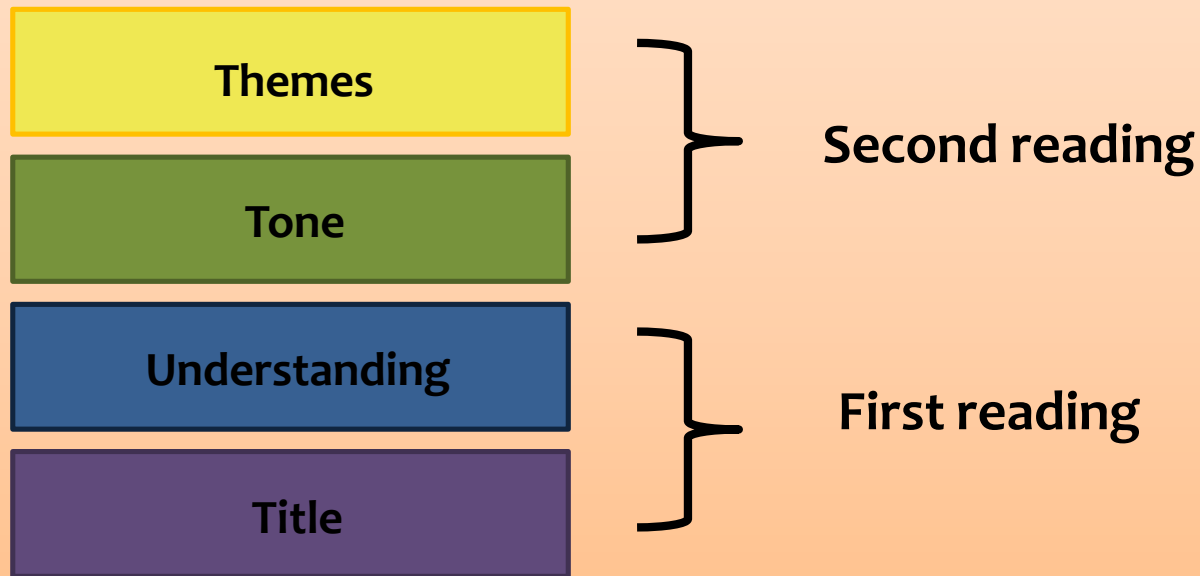 Themes
Tone
Second reading
Understanding
Title
First reading